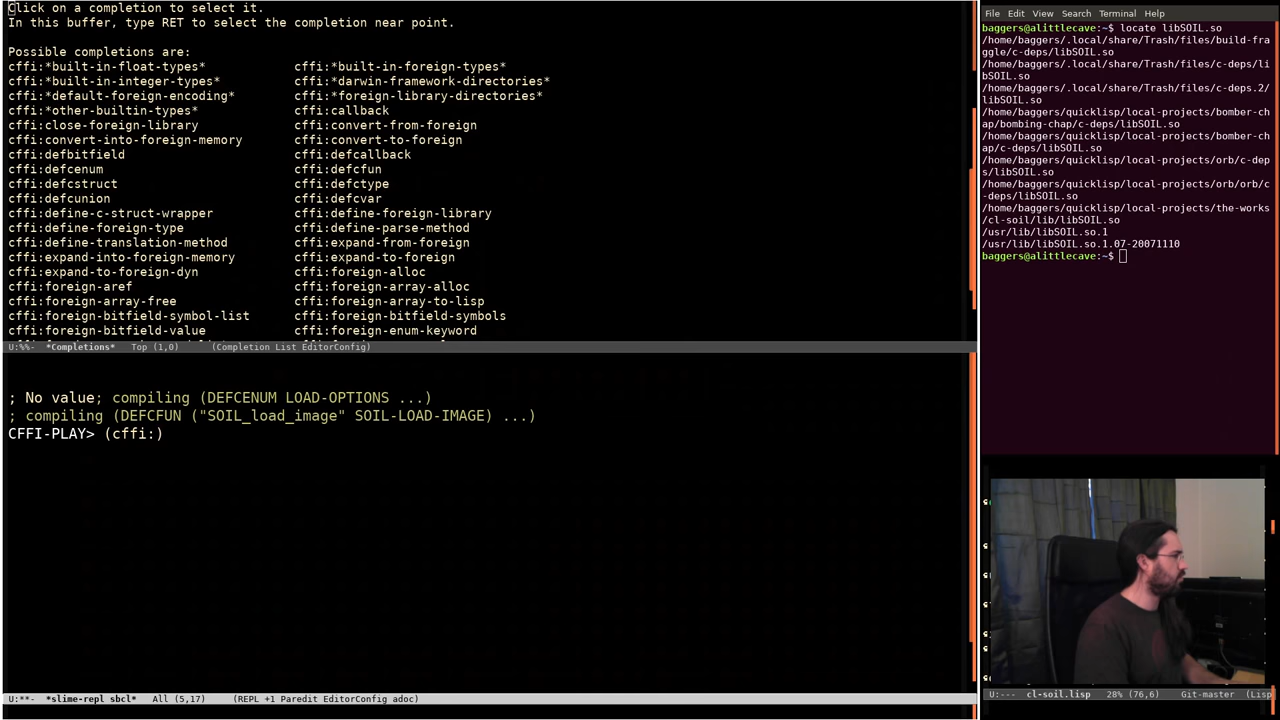 click on a completion to select it.
In this buffer, type RET to select the completion near point.
Possible completions are:
cffi:*built-in-float-types* cffi:*built-in-foreign-types*
cffi:*built-in-integer-types* cffi:*darwin-framework-directories*
cffi:*default-foreign-encoding* cffi:*foreign-library-directories*
cffi:*other-builtin-types* cffi:callback
cffi:close-foreign-library cffi:convert-from-foreign
cffi:convert-into-foreign-memory cffi:convert-to-foreign
cffi:defbitfield cffi:defcallback
cffi:defcenum cffi:defcfun
cffi:defcstruct cffi:defctype
cffi:defcunion cffi:defcvar
cffi:define-c-struct-wrapper cffi:define-foreign-library
cffi:define-foreign-type cffi:define-parse-method
cffi:define-translation-method cffi:expand-from-foreign
cffi:expand-into-foreign-memory cffi:expand-to-foreign
cffi:expand-to-foreign-dyn cffi:foreign-alloc
cffi:foreign-aref cffi:foreign-array-alloc
cffi:foreign-array-free cffi:foreign-array-to-lisp
cffi:foreign-bitfield-symbol-list cffi:foreign-bitfield-symbols
cffi:foreign-bitfield-value cffi:foreign-enum-keyword
U:%%- *Completions* Top (1,0) (Completion List EditorConfig)
; No value; compiling (DEFCENUM LOAD-OPTIONS ...)
; compiling (DEFCFUN ("SOIL_load_image" SOIL-LOAD-IMAGE) ...)
CFFI-PLAY> (cffi:)
U:**- *slime-repl sbcl* All (5,17) (REPL +1 Paredit EditorConfig adoc)
File Edit View Search Terminal Help
baggers@alittlecave:~$ locate libSOIL.so
/home/baggers/.local/share/Trash/files/build-fra
ggle/c-deps/libSOIL.so
/home/baggers/.local/share/Trash/files/c-deps/li
bSOIL.so
/home/baggers/.local/share/Trash/files/c-deps.2/
libSOIL.so
/home/baggers/quicklisp/local-projects/bomber-ch
ap/bombing-chap/c-deps/libSOIL.so
/home/baggers/quicklisp/local-projects/bomber-ch
ap/c-deps/libSOIL.so
/home/baggers/quicklisp/local-projects/orb/c-dep
s/libSOIL.so
/home/baggers/quicklisp/local-projects/orb/orb/c
-deps/libSOIL.so
/home/baggers/quicklisp/local-projects/the-works
/cl-soil/lib/libSOIL.so
/usr/lib/libSOIL.so.1
/usr/lib/libSOIL.so.1.07-20071110
baggers@alittlecave:~$
U:--- cl-soil.lisp 28% (76,6) Git-master (Lisp